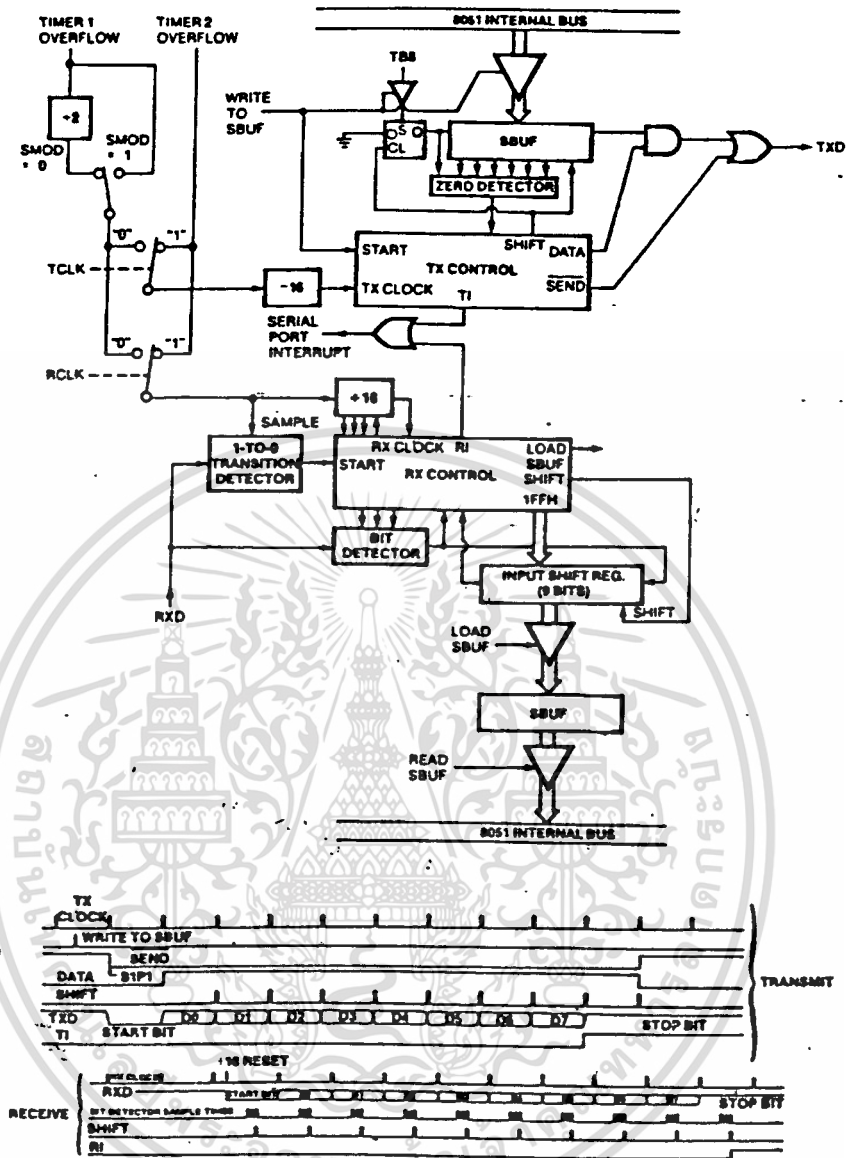 TIMER 1
OVERFLOW
TIMER 2
OVERFLOW
8051 INTERNAL BUS
TB8
WRITE
TO
SBUF
÷2
SMOD
= 0
SMOD
= 1
S
CL
SBUF
ZERO DETECTOR
"0"
"1"
TCLK
START
SHIFT
DATA
TX CONTROL
TX CLOCK
TI
SEND
-16
SERIAL
PORT
INTERRUPT
TXD
"0"
"1"
RCLK
÷16
SAMPLE
1-TO-0
TRANSITION
DETECTOR
RX CLOCK
RI
START
RX CONTROL
LOAD
SBUF
SHIFT
1FFH
BIT
DETECTOR
INPUT SHIFT REG.
(9 BITS)
SHIFT
RXD
LOAD
SBUF
SBUF
READ
SBUF
8051 INTERNAL BUS
TX
CLOCK
WRITE TO SBUF
SEND
DATA
S1P1
SHIFT
TXD
START BIT
D0
D1
D2
D3
D4
D5
D6
D7
STOP BIT
TI
TRANSMIT
÷16 RESET
RX CLOCK
RXD
START BIT
STOP BIT
BIT DETECTOR SAMPLE TIMES
SHIFT
RI
RECEIVE